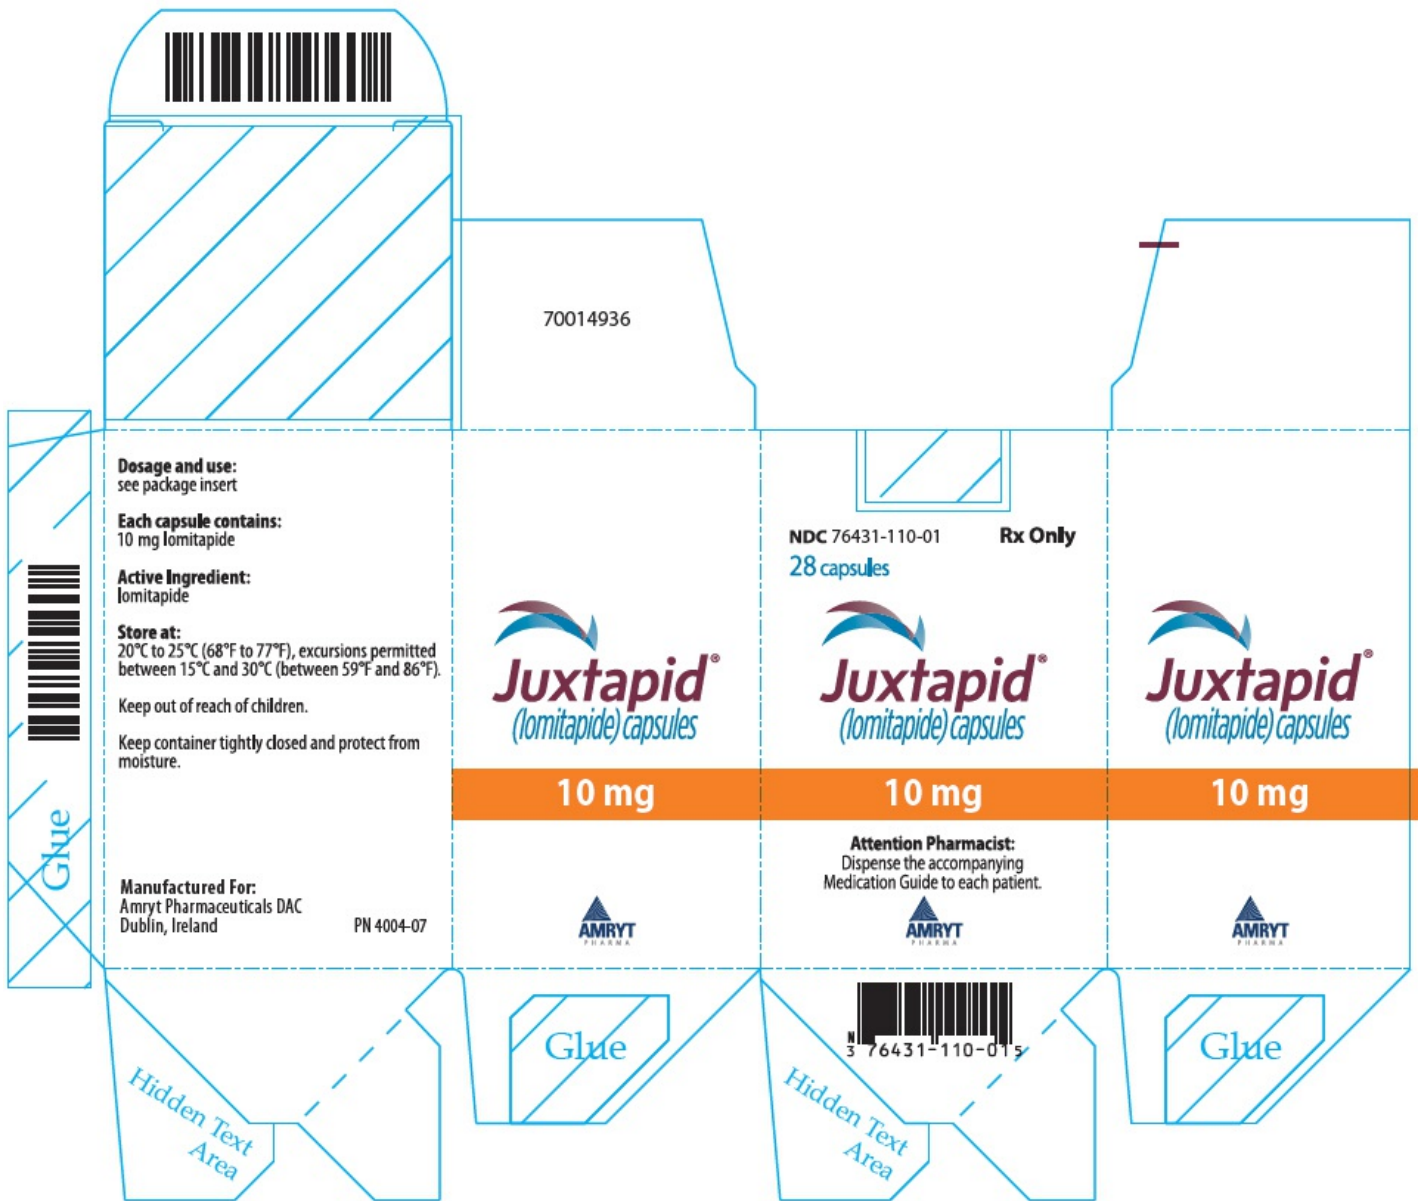 70014936
Dosage and use:
see package insert
Each capsule contains:
10 mg lomitapide
Active Ingredient:
lomitapide
Store at:
20°C to 25°C (68°F to 77°F), excursions permitted
between 15°C and 30°C (between 59°F and 86°F).
Keep out of reach of children.
Keep container tightly closed and protect from
moisture.
Manufactured For:
Amryt Pharmaceuticals DAC
Dublin, Ireland PN 4004-07
Glue
Juxtapid®
(lomitapide) capsules
10 mg
AMRYT
PHARMA
NDC 76431-110-01 Rx Only
28 capsules
Juxtapid®
(lomitapide) capsules
10 mg
Attention Pharmacist:
Dispense the accompanying
Medication Guide to each patient.
AMRYT
PHARMA
Juxtapid®
(lomitapide) capsules
10 mg
AMRYT
PHARMA
Hidden Text
Area
Glue
N
3 76431-110-01 5
Hidden Text
Area
Glue